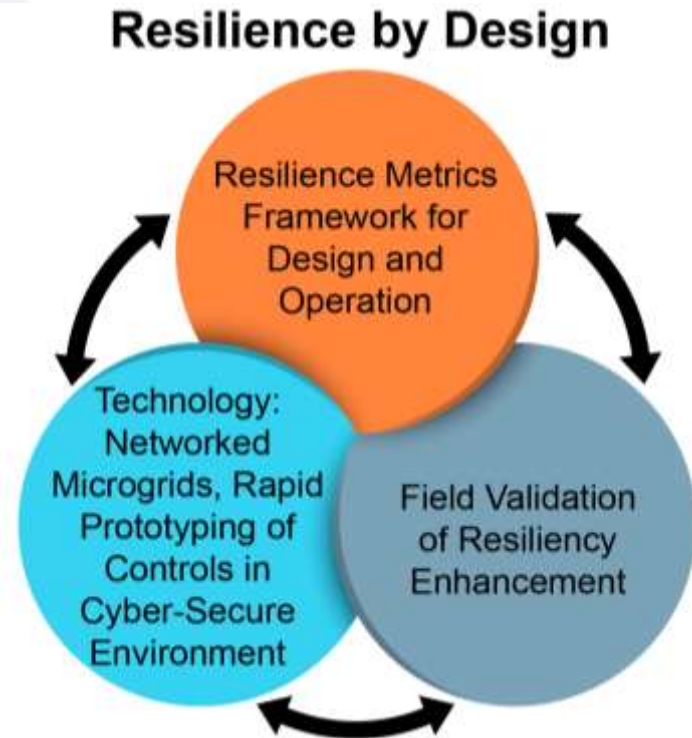 Resilience by Design
Resilience Metrics
Framework for
Design and
Operation
Technology:
Networked
Microgrids, Rapid
Prototyping of
Controls in
Cyber-Secure
Environment
Field Validation
of Resiliency
Enhancement